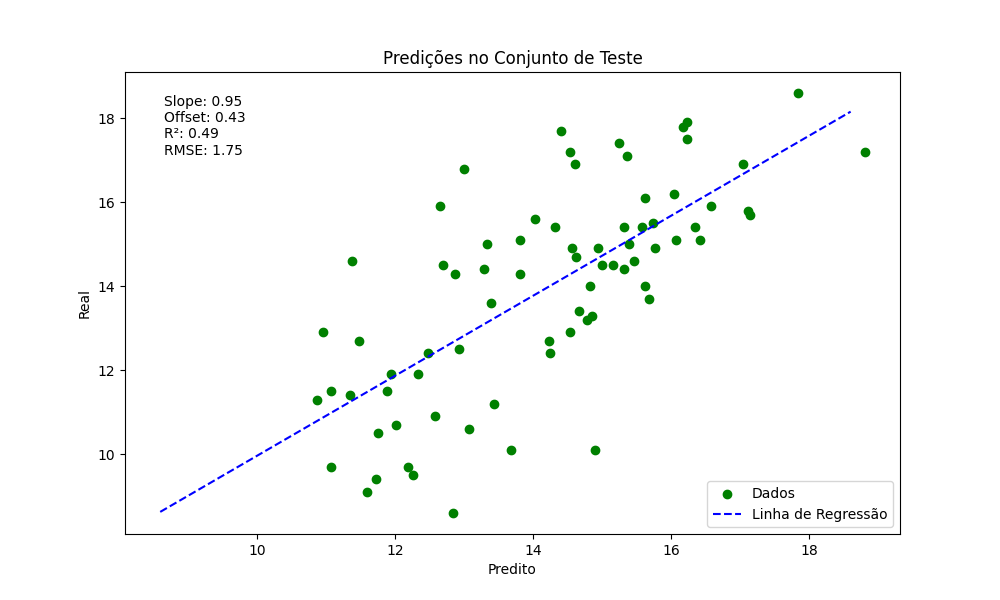 Predições no Conjunto de Teste
Slope: 0.95
Offset: 0.43
R²: 0.49
RMSE: 1.75
18
16
14
12
10
Real
10 12 14 16 18
Predito
Dados
Linha de Regressão